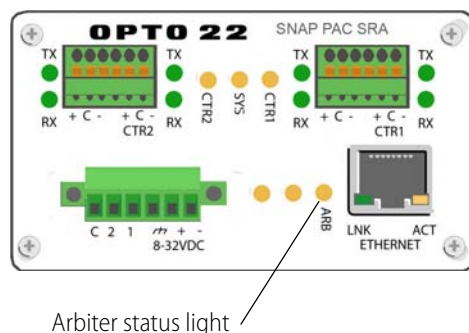 OPTO 22 SNAP PAC SRA
TX TX TX TX
RX RX RX RX
+ C - + C -
CTR2
CTR2 SYS CTR1
+ C - + C -
CTR1
C 2 1 + -
8-32VDC
ARB
LNK ACT
ETHERNET
Arbiter status light